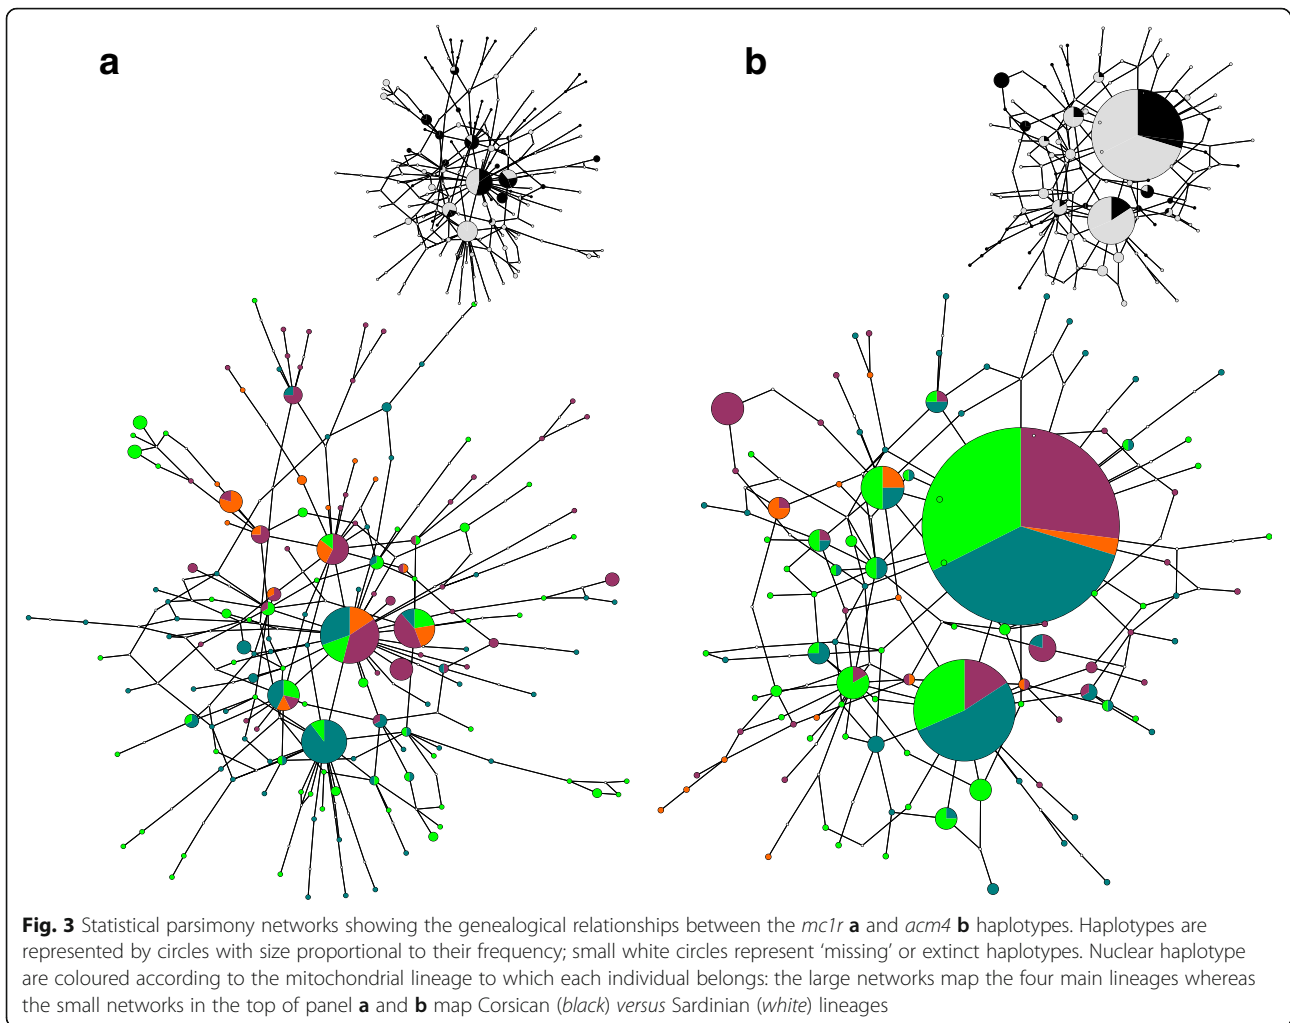 a
b
Fig. 3 Statistical parsimony networks showing the genealogical relationships between the mc1r a and acm4 b haplotypes. Haplotypes are
represented by circles with size proportional to their frequency; small white circles represent ‘missing’ or extinct haplotypes. Nuclear haplotype
are coloured according to the mitochondrial lineage to which each individual belongs: the large networks map the four main lineages whereas
the small networks in the top of panel a and b map Corsican (black) versus Sardinian (white) lineages